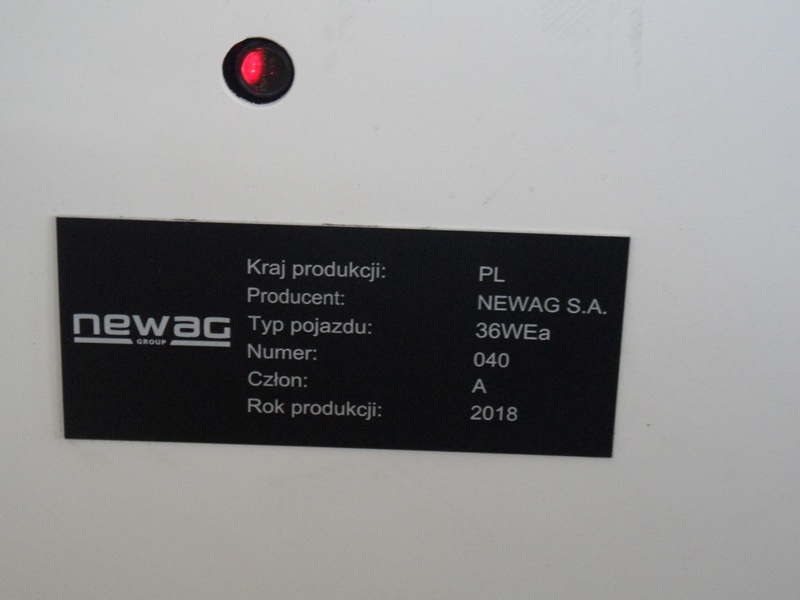 newag
GROUP
Kraj produkcji: PL
Producent: NEWAG S.A.
Typ pojazdu: 36WEa
Numer: 040
Człon: A
Rok produkcji: 2018